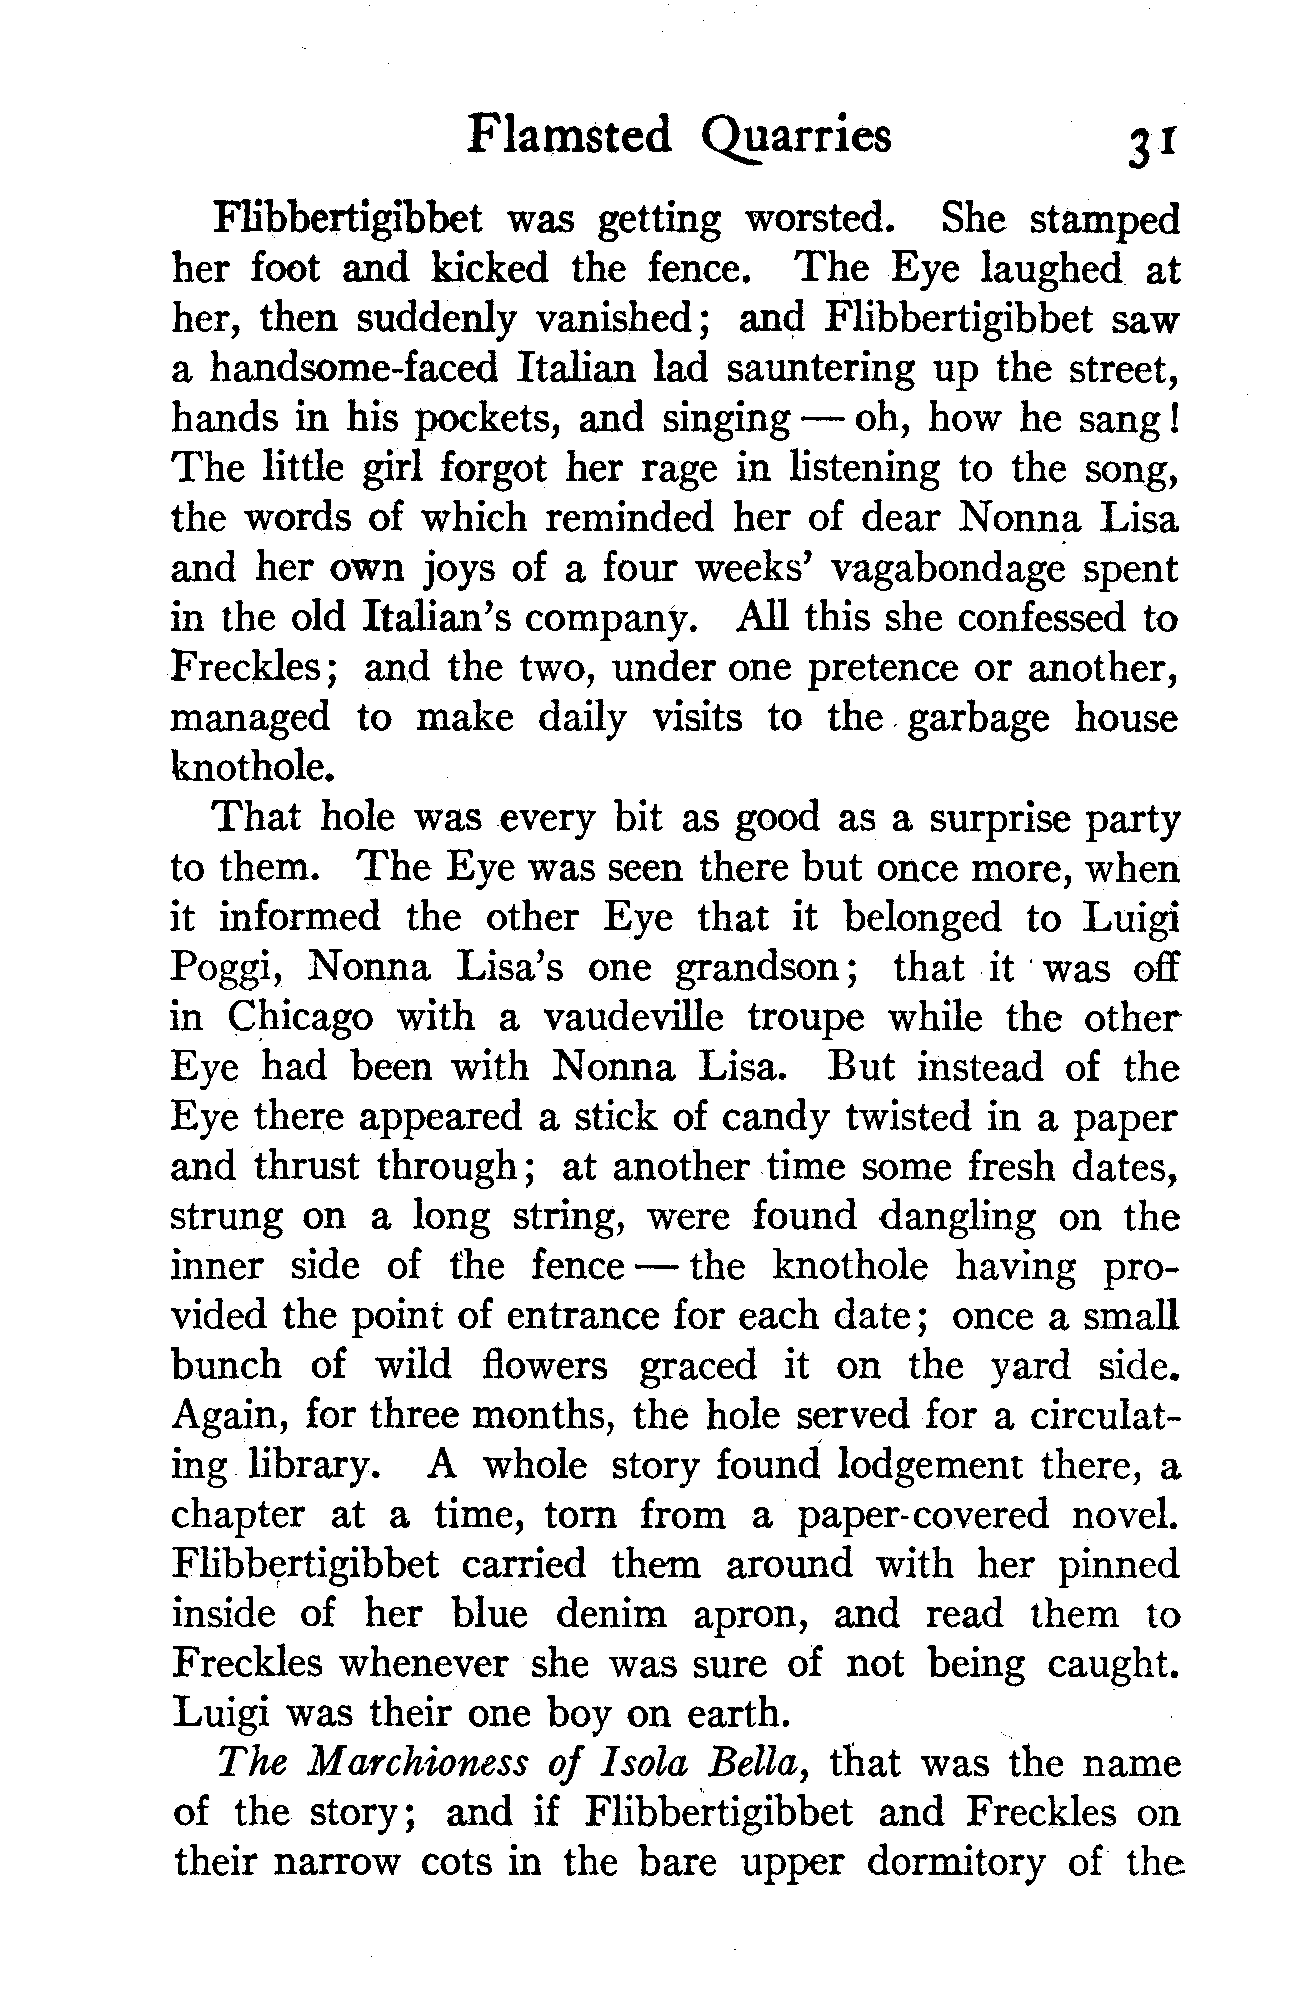 Flamsted Quarries 31
Flibbertigibbet was getting worsted. She stamped
her foot and kicked the fence. The Eye laughed at
her, then suddenly vanished; and Flibbertigibbet saw
a handsome-faced Italian lad sauntering up the street,
hands in his pockets, and singing — oh, how he sang!
The little girl forgot her rage in listening to the song,
the words of which reminded her of dear Nonna Lisa
and her own joys of a four weeks' vagabondage spent
in the old Italian's company. All this she confessed to
Freckles; and the two, under one pretence or another,
managed to make daily visits to the garbage house
knothole.
That hole was every bit as good as a surprise party
to them. The Eye was seen there but once more, when
it informed the other Eye that it belonged to Luigi
Poggi, Nonna Lisa's one grandson; that it was off
in Chicago with a vaudeville troupe while the other
Eye had been with Nonna Lisa. But instead of the
Eye there appeared a stick of candy twisted in a paper
and thrust through; at another time some fresh dates,
strung on a long string, were found dangling on the
inner side of the fence — the knothole having pro-
vided the point of entrance for each date; once a small
bunch of wild flowers graced it on the yard side.
Again, for three months, the hole served for a circulat-
ing library. A whole story found lodgement there, a
chapter at a time, torn from a paper-covered novel.
Flibbertigibbet carried them around with her pinned
inside of her blue denim apron, and read them to
Freckles whenever she was sure of not being caught.
Luigi was their one boy on earth.
The Marchioness of Isola Bella, that was the name
of the story; and if Flibbertigibbet and Freckles on
their narrow cots in the bare upper dormitory of the